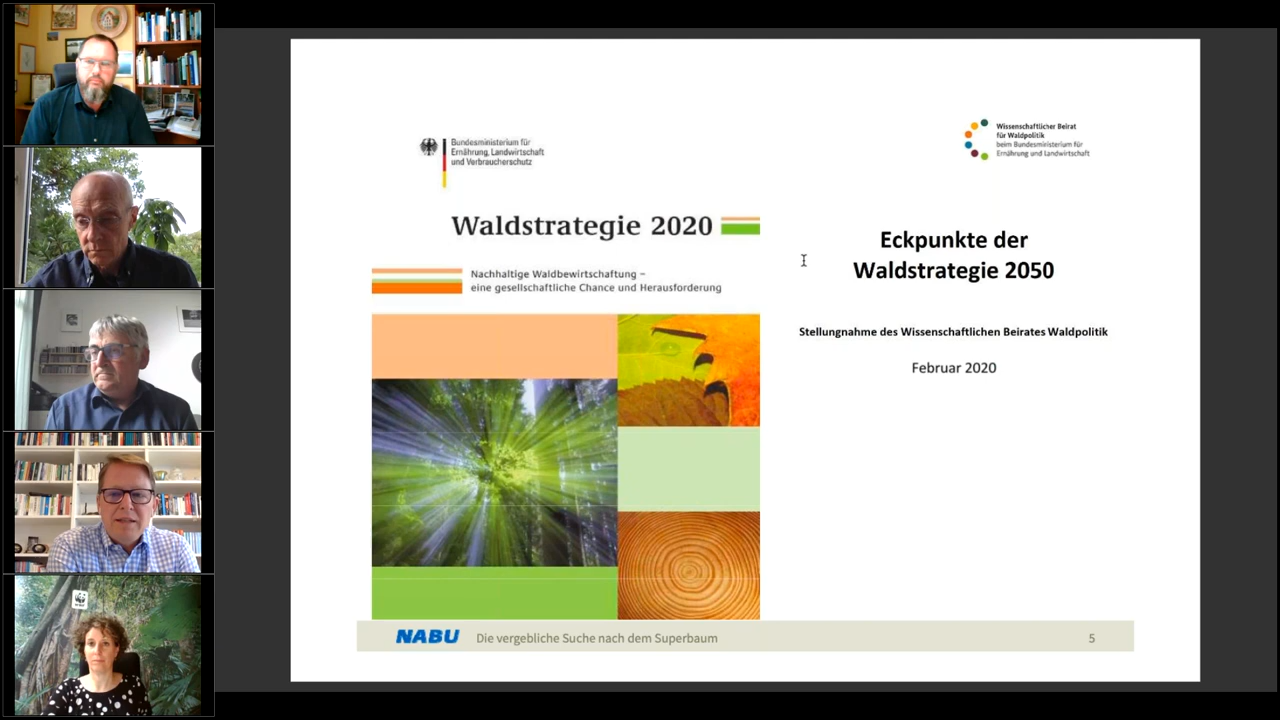 Bundesministerium für
Ernährung, Landwirtschaft
und Verbraucherschutz
Waldstrategie 2020
Nachhaltige Waldbewirtschaftung –
eine gesellschaftliche Chance und Herausforderung
Wissenschaftlicher Beirat
für Waldpolitik
beim Bundesministerium für
Ernährung und Landwirtschaft
Eckpunkte der
Waldstrategie 2050
Stellungnahme des Wissenschaftlichen Beirates Waldpolitik
Februar 2020
NABU Die vergebliche Suche nach dem Superbaum 5